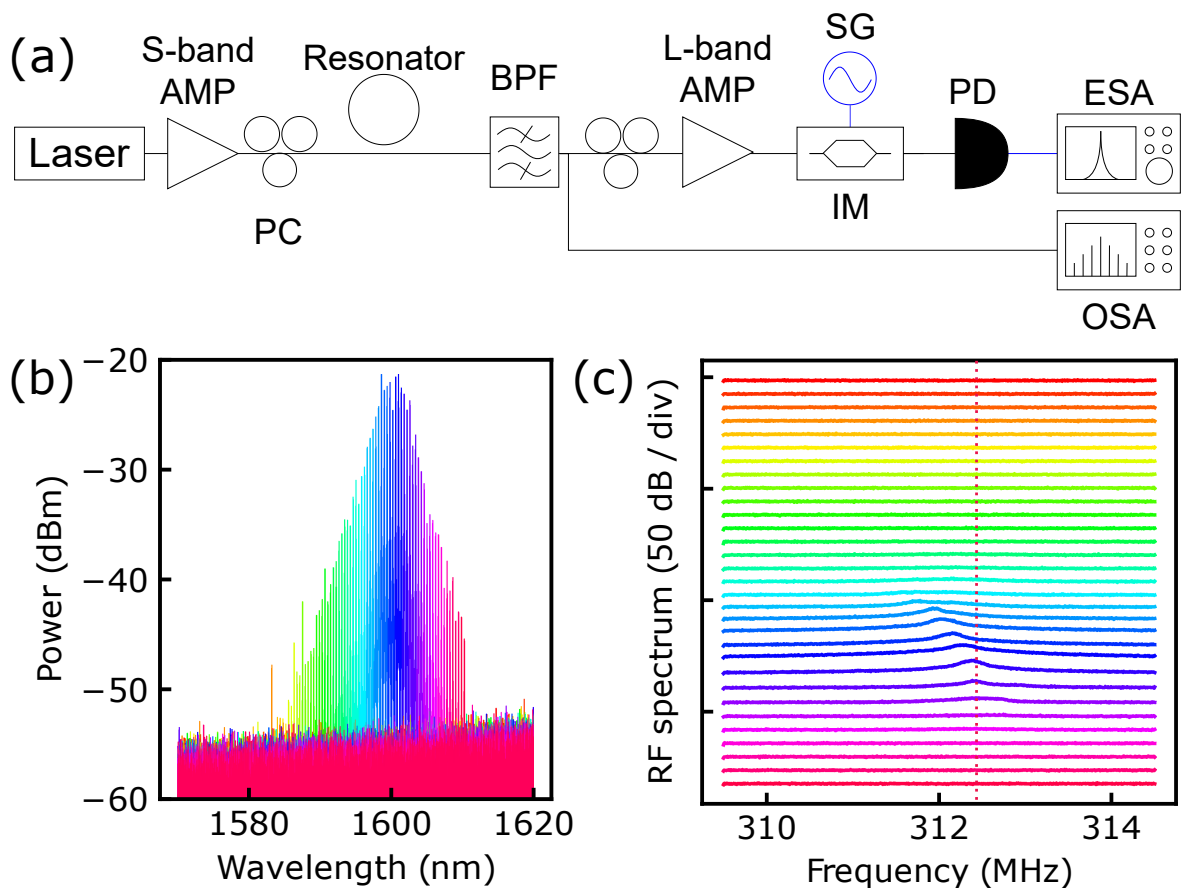 (a)
S-band
AMP
Resonator
BPF
L-band
AMP
SG
PD
ESA
Laser
PC
IM
OSA
(b)
−20
−30
−40
−50
−60
Power (dBm)
1580
1600
1620
Wavelength (nm)
(c)
RF spectrum (50 dB / div)
310
312
314
Frequency (MHz)